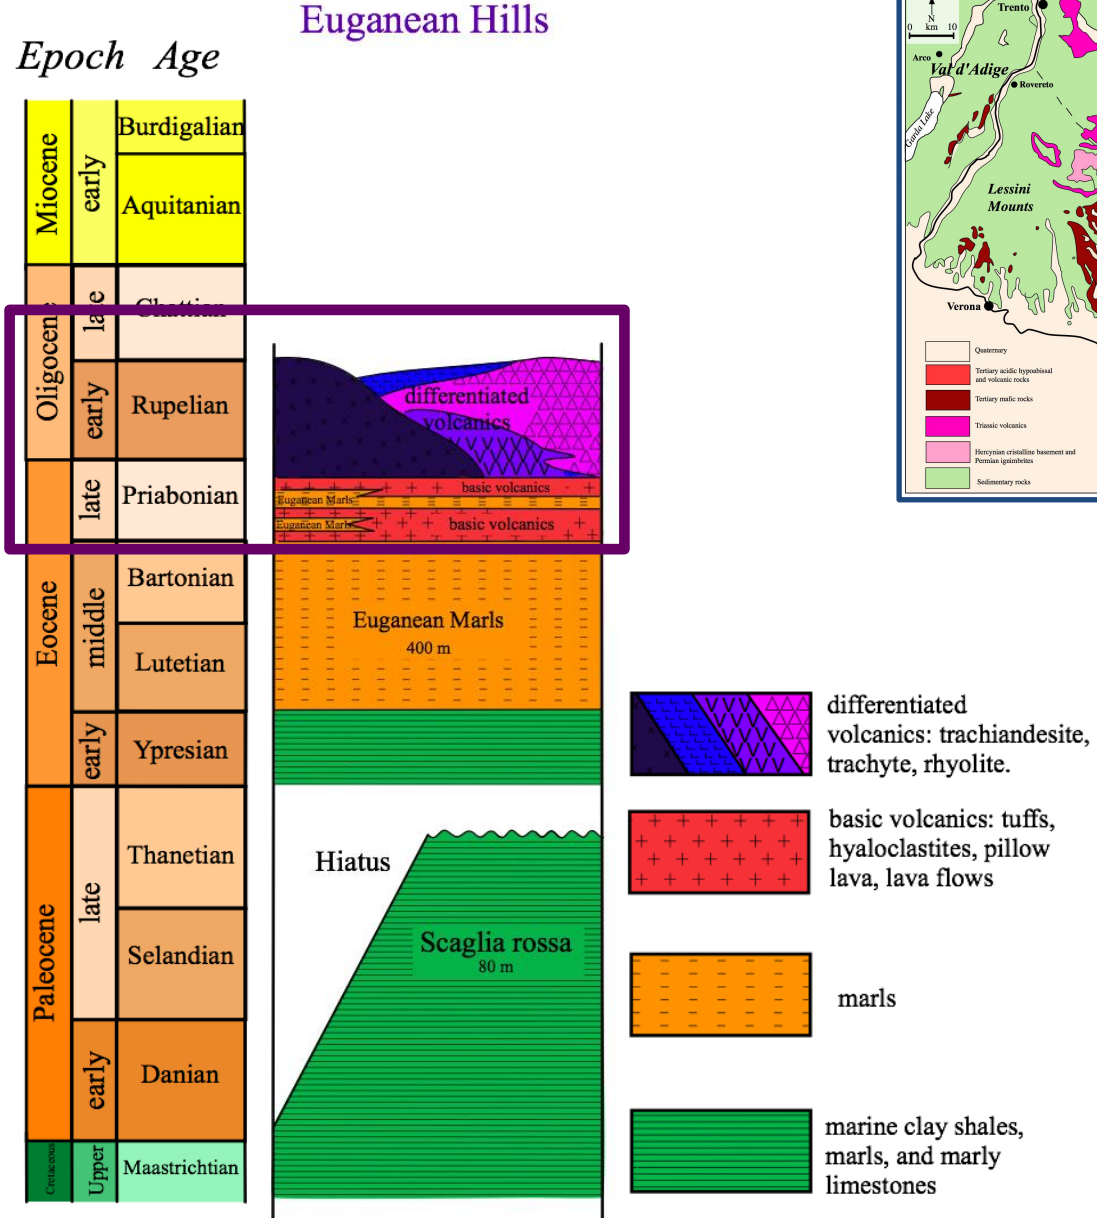 Euganean Hills
Epoch Age
Miocene
early
Burdigalian
Aquitanian
Oligocene
late
Chattian
early
Rupelian
Eocene
late
Priabonian
middle
Bartonian
Lutetian
early
Ypresian
Paleocene
late
Thanetian
Selandian
early
Danian
Cretaceous
Upper
Maastrichtian
differentiated
volcanics
basic volcanics
Euganean Marls
Euganean Marls
basic volcanics
Euganean Marls
400 m
Hiatus
Scaglia rossa
80 m
differentiated
volcanics: trachiandesite,
trachyte, rhyolite.
basic volcanics: tuffs,
hyaloclastites, pillow
lava, lava flows
marls
marine clay shales,
marls, and marly
limestones
Trento
N
0 km 10
Arco
Val d'Adige
Rovereto
Garda Lake
Lessini
Mounts
Verona
Quaternary
Tertiary acidic hypoabissal
and volcanic rocks
Tertiary mafic rocks
Triassic volcanics
Hercynian cristalline basement and
Permian ignimbrites
Sedimentary rocks